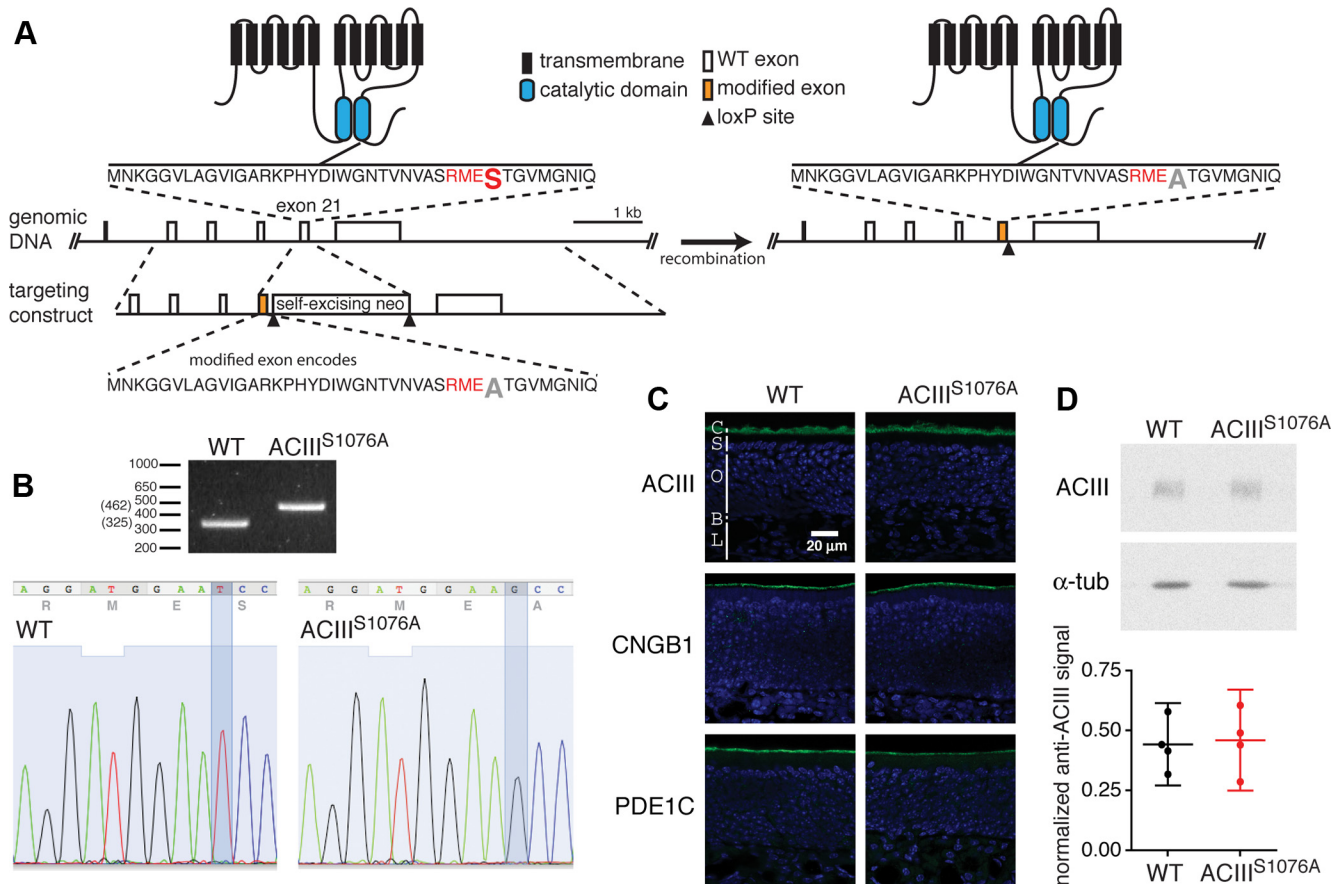 A
transmembrane
catalytic domain
WT exon
modified exon
loxP site
MNKGGVLAGVIGARKPHYDIWGNTVNVASRMESTGVMGNIQ
MNKGGVLAGVIGARKPHYDIWGNTVNVASRMEATGVMGNIQ
exon 21
1 kb
genomic
DNA
recombination
targeting
construct
self-excising neo
modified exon encodes
MNKGGVLAGVIGARKPHYDIWGNTVNVASRMEATGVMGNIQ
B
WT
ACIII^S1076A
1000
650
500
(462)
400
(325)
300
200
A G G A T G G A A T C C
R M E S
WT
A G G A T G G A A G C C
R M E A
ACIII^S1076A
C
WT
ACIII^S1076A
ACIII
C
S
O
B
L
20 μm
CNGB1
PDE1C
D
WT
ACIII^S1076A
ACIII
α-tub
normalized anti-ACIII signal
0.75
0.50
0.25
0.00
WT
ACIII^S1076A